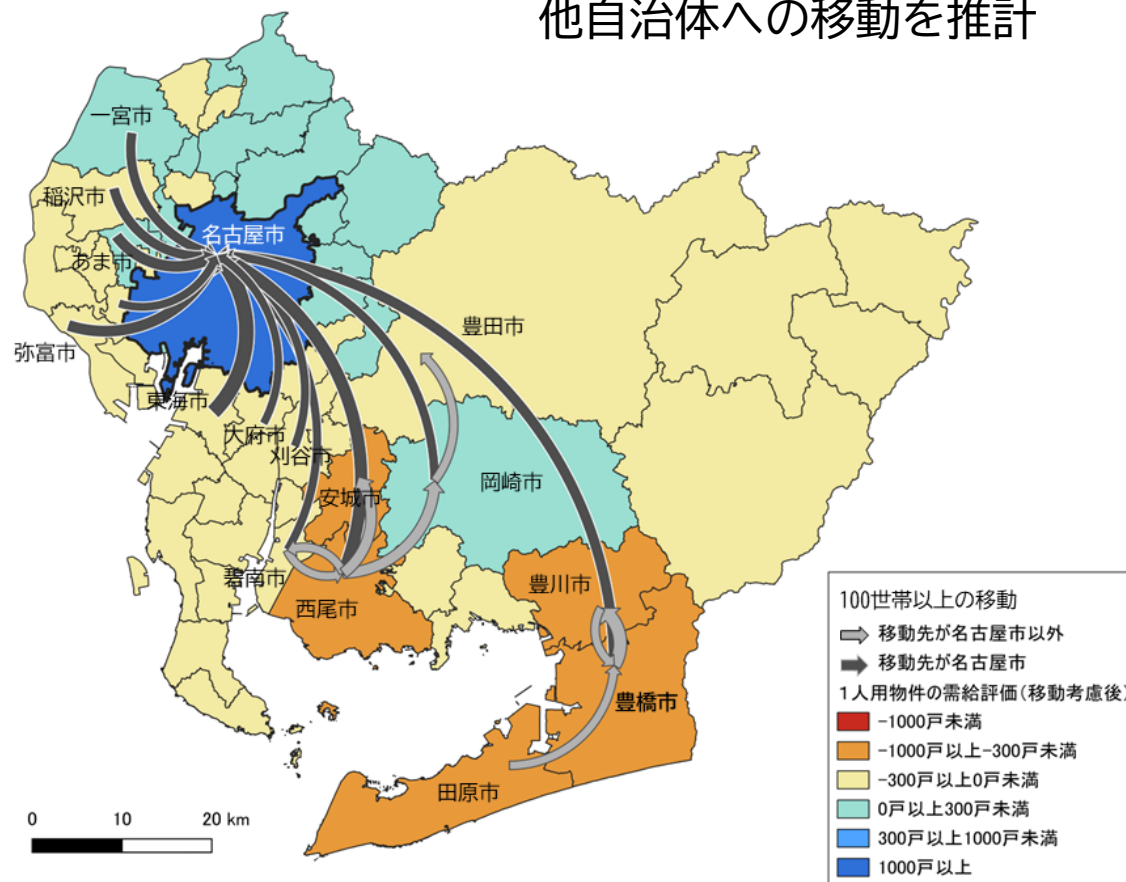 他自治体への移動を推計
一宮市
稲沢市
名古屋市
あま市
豊田市
弥富市
東海市
大府市
刈谷市
岡崎市
安城市
碧南市
豊川市
西尾市
豊橋市
田原市
0 10 20 km
100世帯以上の移動
移動先が名古屋市以外
移動先が名古屋市
1人用物件の需給評価(移動考慮後)
-1000戸未満
-1000戸以上-300戸未満
-300戸以上0戸未満
0戸以上300戸未満
300戸以上1000戸未満
1000戸以上